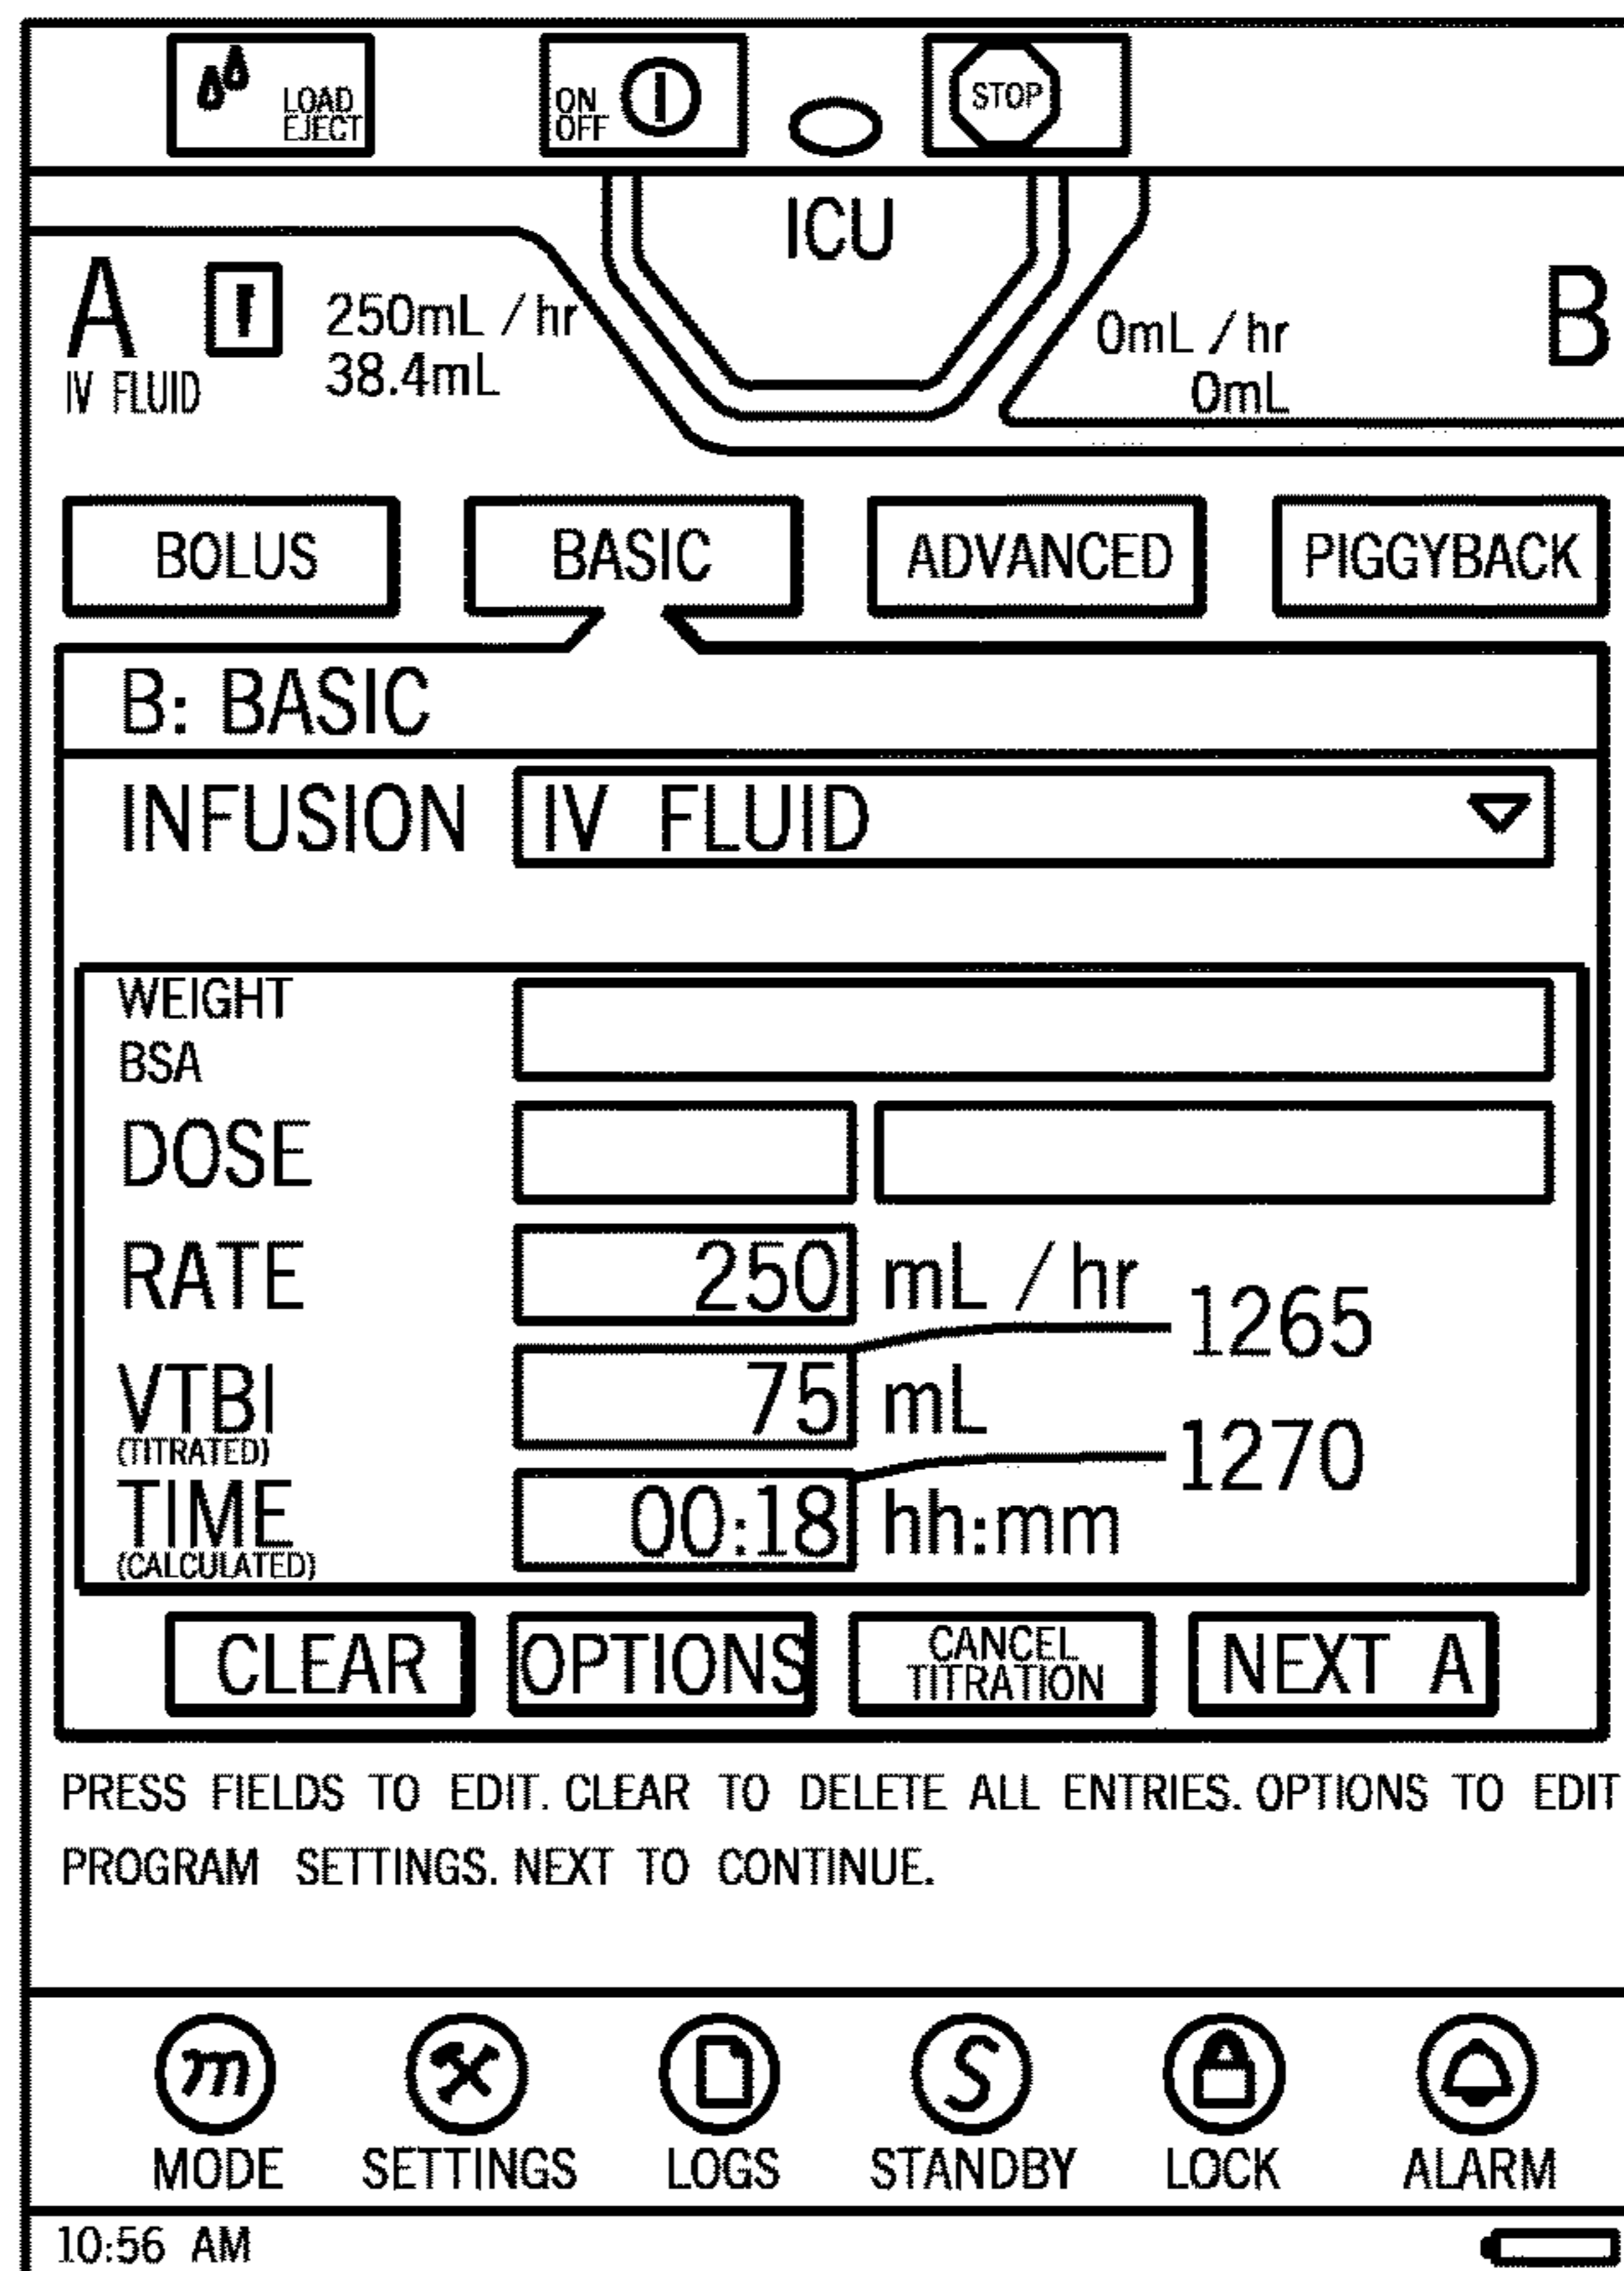 LOAD
EJECT
ON
OFF
STOP
ICU
A
250mL / hr
38.4mL
IV FLUID
0mL / hr
0mL
B
BOLUS
BASIC
ADVANCED
PIGGYBACK
B: BASIC
INFUSION IV FLUID
WEIGHT
BSA
DOSE
RATE 250 mL / hr
1265
VTBI 75 mL
(TITRATED)
1270
TIME 00:18 hh:mm
(CALCULATED)
CLEAR
OPTIONS
CANCEL
TITRATION
NEXT A
PRESS FIELDS TO EDIT. CLEAR TO DELETE ALL ENTRIES. OPTIONS TO EDIT
PROGRAM SETTINGS. NEXT TO CONTINUE.
m
S
MODE SETTINGS LOGS STANDBY LOCK ALARM
10:56 AM